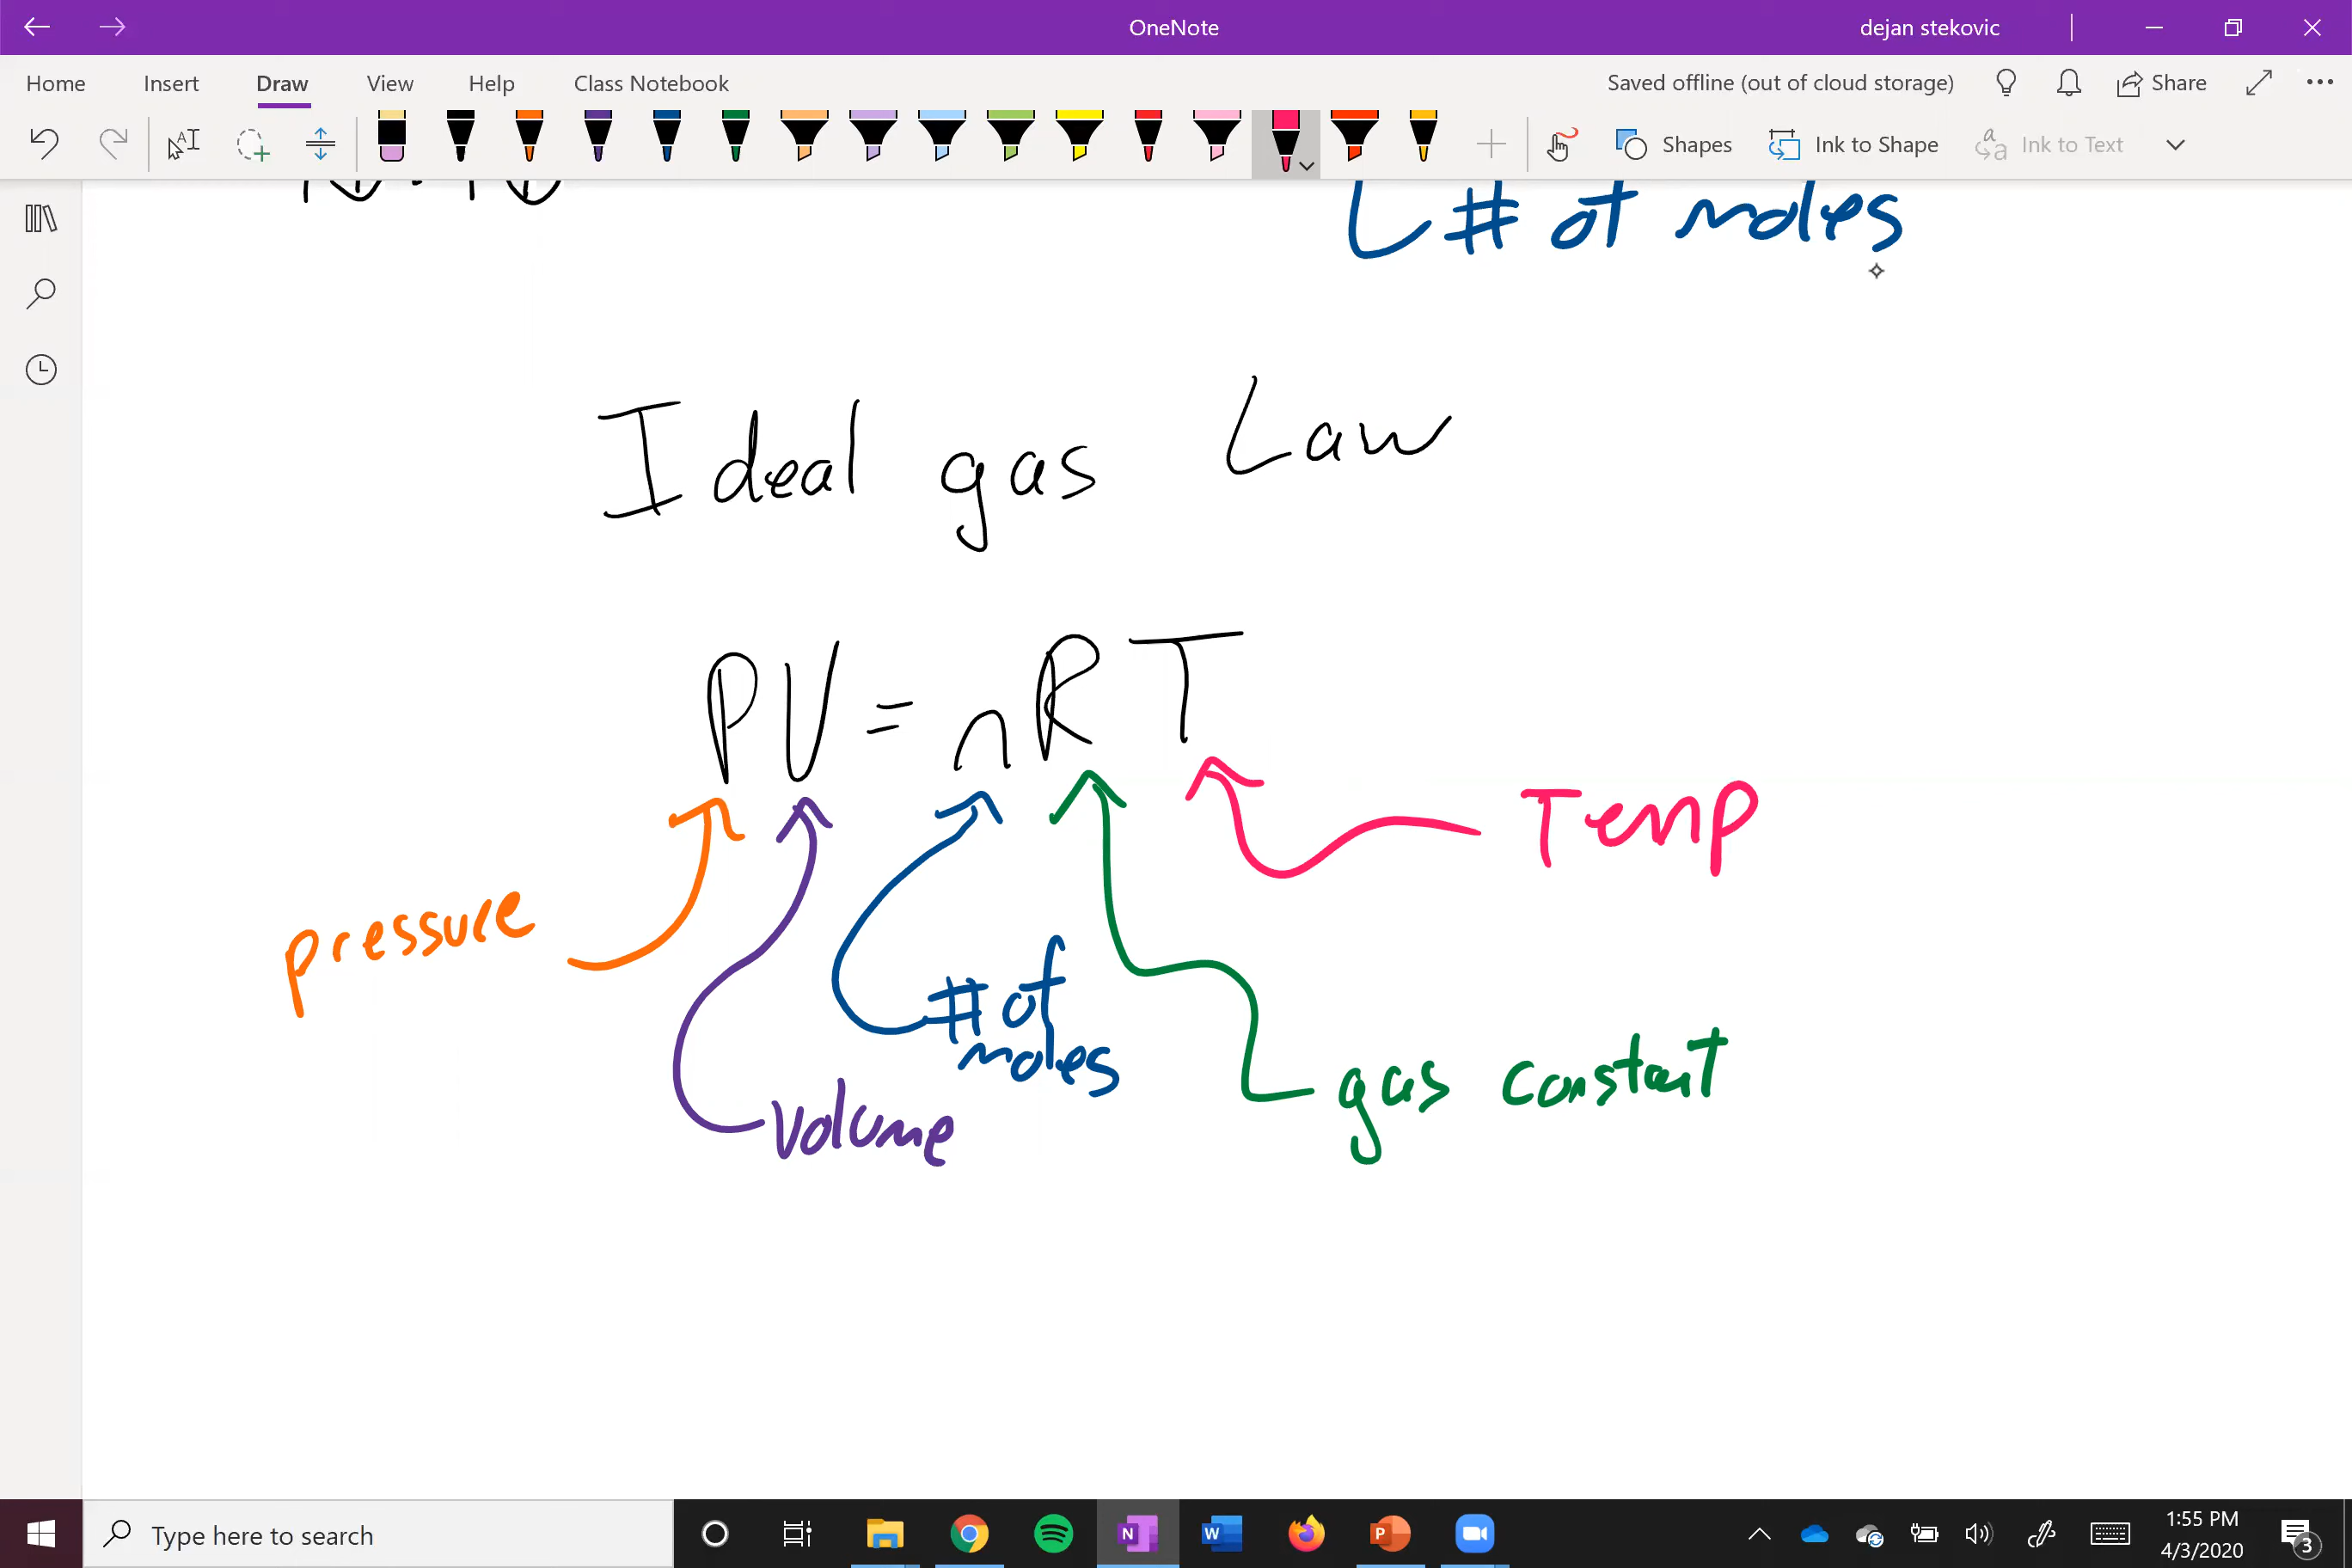 OneNote
dejan stekovic
Home Insert Draw View Help Class Notebook
Saved offline (out of cloud storage) Share
Shapes Ink to Shape Ink to Text
# of moles
Ideal gas Law
PV = nRT
Temp
pressure
# of
moles
gas constant
volume
Type here to search
1:55 PM
4/3/2020
3